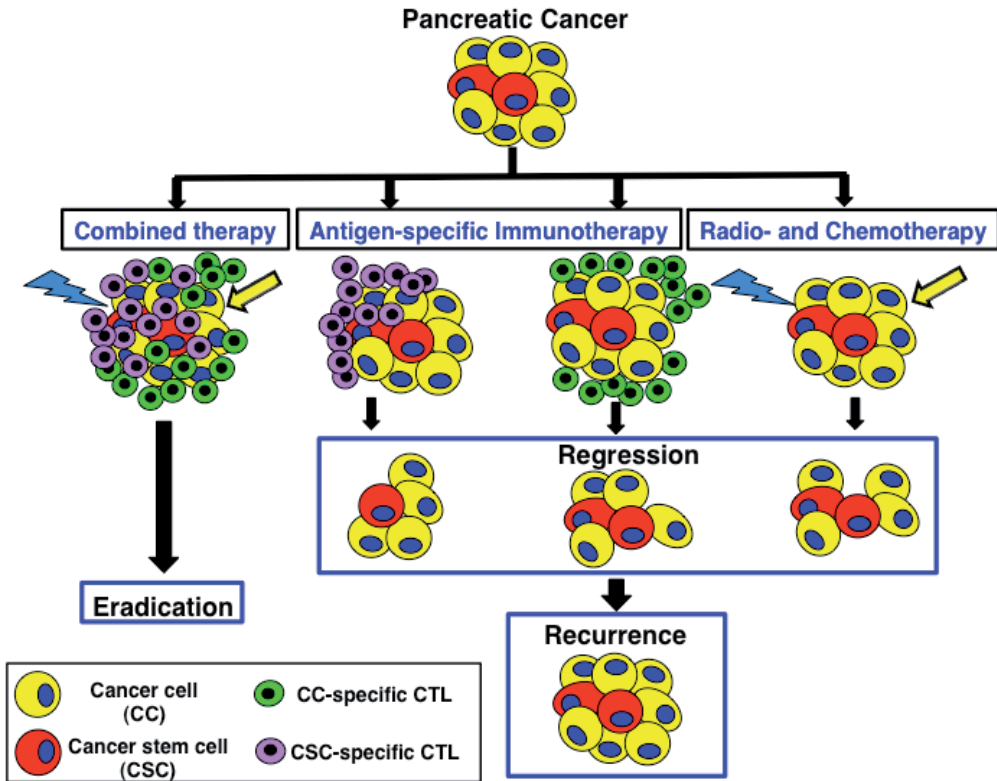 Pancreatic Cancer
Combined therapy
Antigen-specific Immunotherapy
Radio- and Chemotherapy
Regression
Eradication
Recurrence
Cancer cell
(CC)
CC-specific CTL
Cancer stem cell
(CSC)
CSC-specific CTL